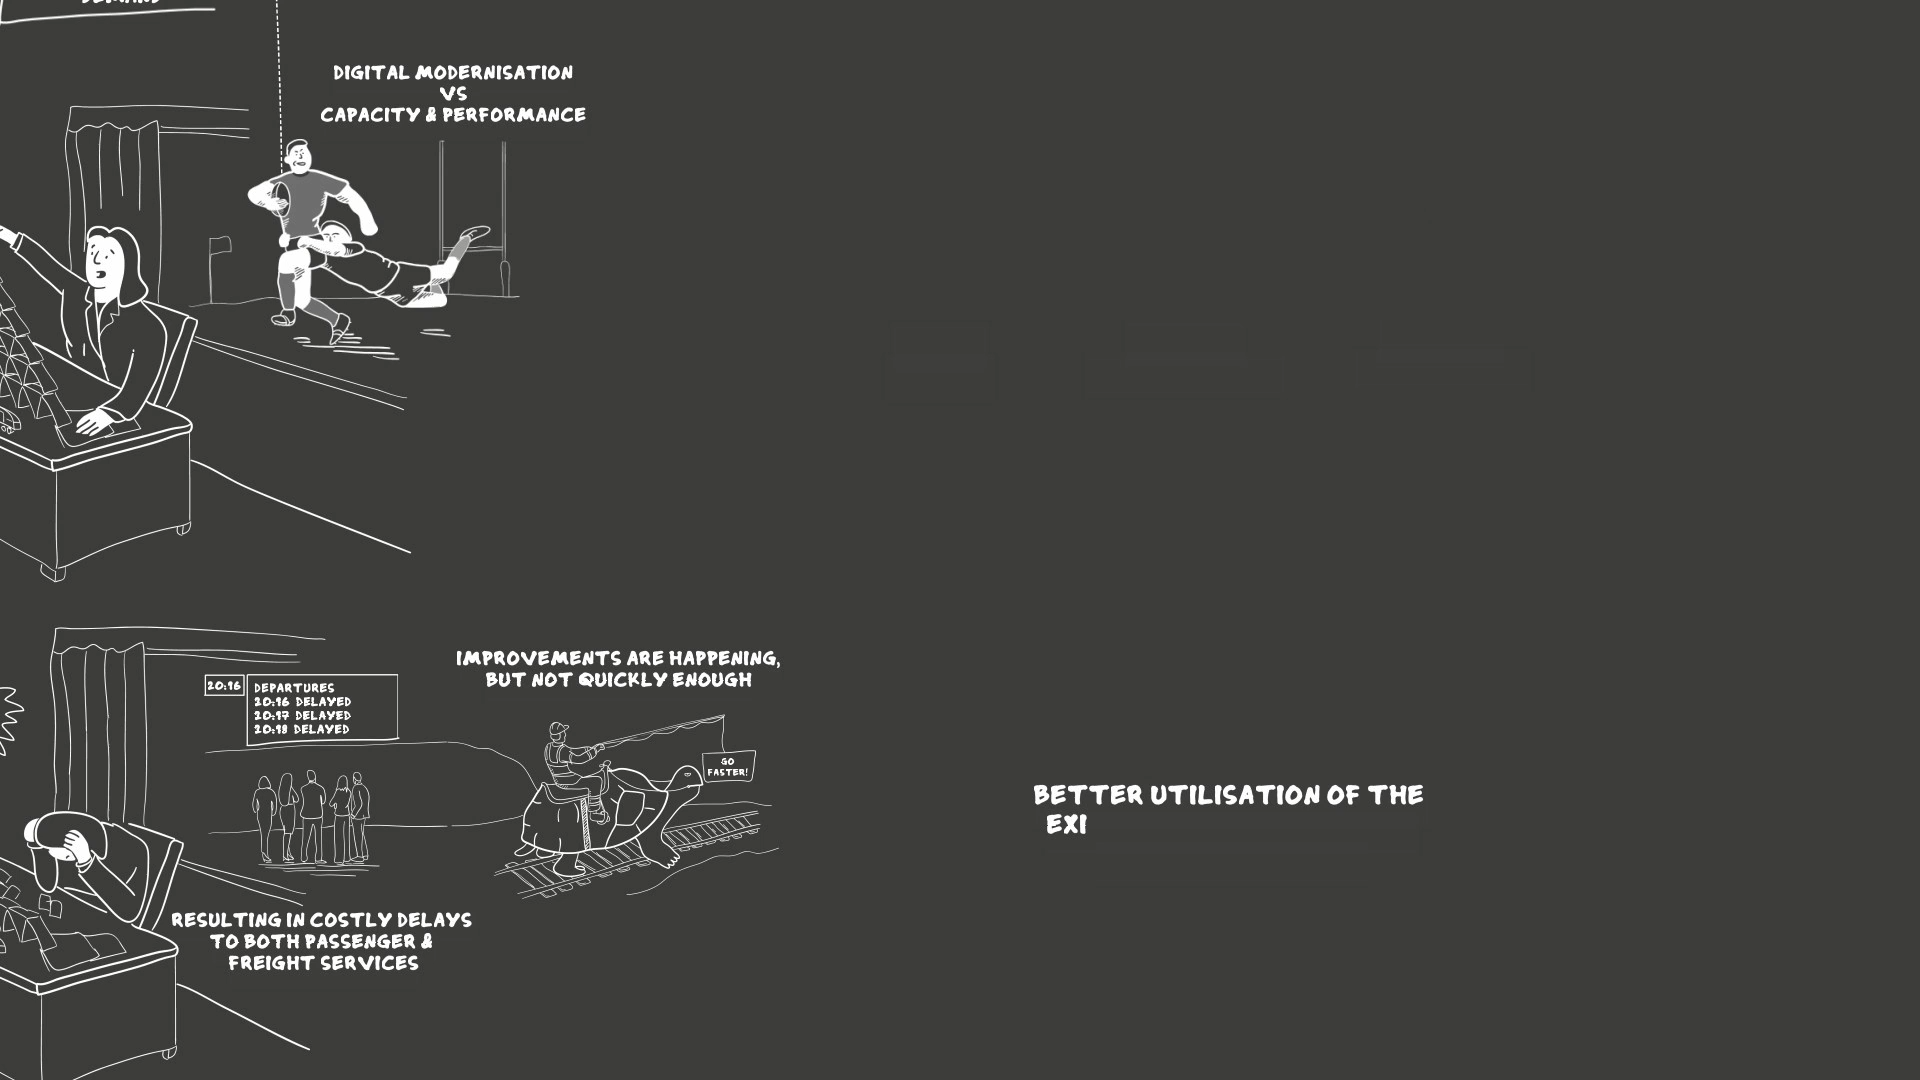 DIGITAL MODERNISATION
VS
CAPACITY & PERFORMANCE
IMPROVEMENTS ARE HAPPENING,
BUT NOT QUICKLY ENOUGH
20:16
DEPARTURES
20:16 DELAYED
20:17 DELAYED
20:18 DELAYED
GO
FASTER!
BETTER UTILISATION OF THE
EXI
RESULTING IN COSTLY DELAYS
TO BOTH PASSENGER &
FREIGHT SERVICES